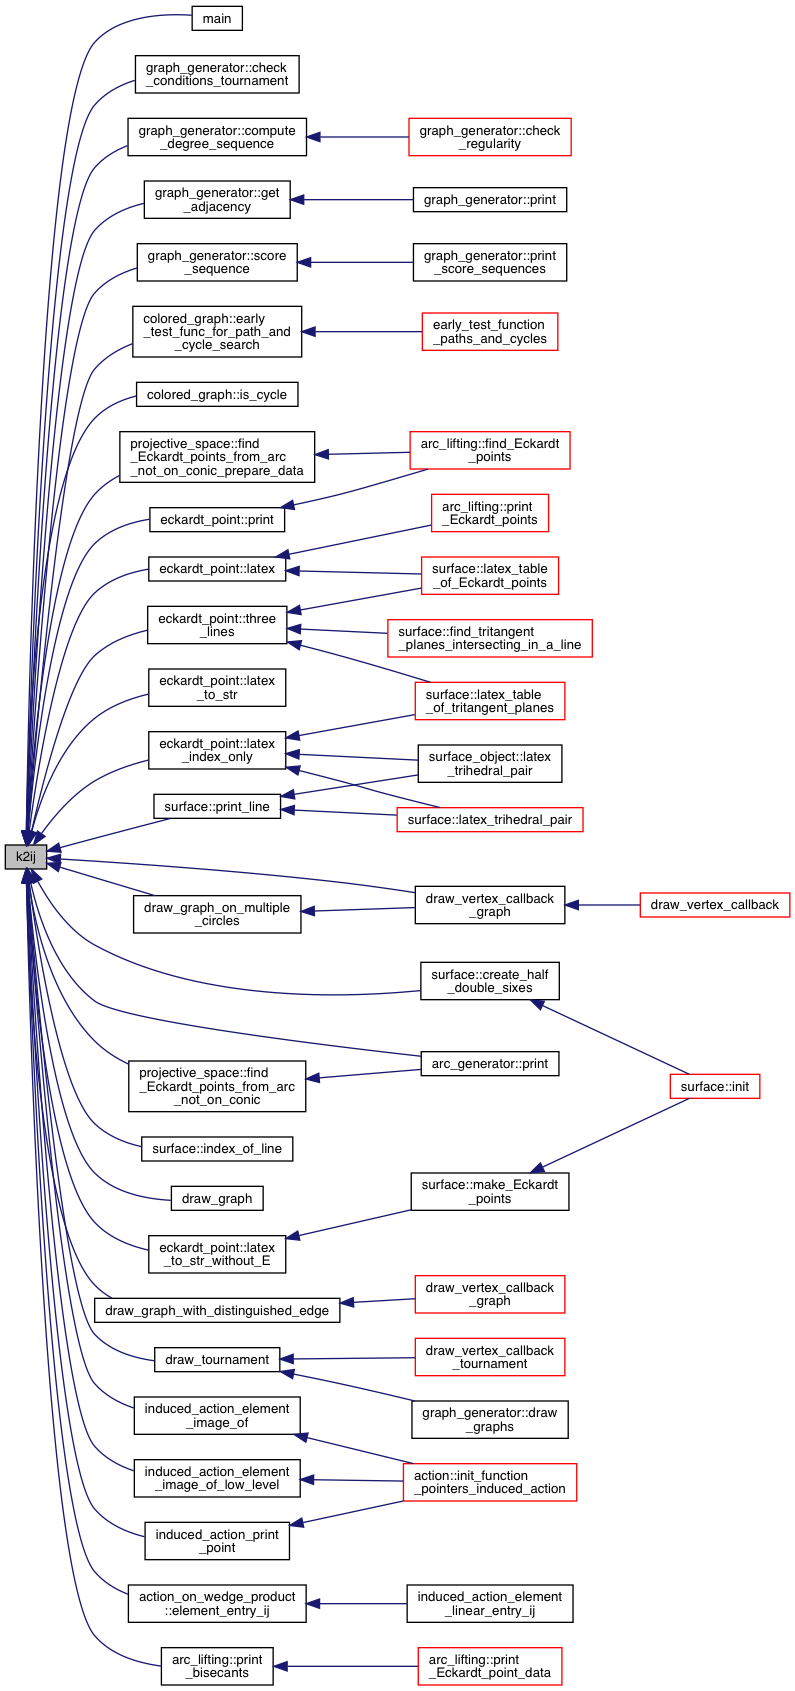 main
graph_generator::check
_conditions_tournament
graph_generator::compute
_degree_sequence
graph_generator::check
_regularity
graph_generator::get
_adjacency
graph_generator::print
graph_generator::score
_sequence
graph_generator::print
_score_sequences
colored_graph::early
_test_func_for_path_and
_cycle_search
early_test_function
_paths_and_cycles
colored_graph::is_cycle
projective_space::find
_Eckardt_points_from_arc
_not_on_conic_prepare_data
arc_lifting::find_Eckardt
_points
eckardt_point::print
arc_lifting::print
_Eckardt_points
eckardt_point::latex
surface::latex_table
_of_Eckardt_points
eckardt_point::three
_lines
surface::find_tritangent
_planes_intersecting_in_a_line
eckardt_point::latex
_to_str
surface::latex_table
_of_tritangent_planes
eckardt_point::latex
_index_only
surface_object::latex
_trihedral_pair
surface::print_line
surface::latex_trihedral_pair
k2ij
draw_graph_on_multiple
_circles
draw_vertex_callback
_graph
draw_vertex_callback
surface::create_half
_double_sixes
arc_generator::print
projective_space::find
_Eckardt_points_from_arc
_not_on_conic
surface::init
surface::index_of_line
draw_graph
surface::make_Eckardt
_points
eckardt_point::latex
_to_str_without_E
draw_graph_with_distinguished_edge
draw_vertex_callback
_graph
draw_tournament
draw_vertex_callback
_tournament
induced_action_element
_image_of
graph_generator::draw
_graphs
induced_action_element
_image_of_low_level
action::init_function
_pointers_induced_action
induced_action_print
_point
action_on_wedge_product
::element_entry_ij
induced_action_element
_linear_entry_ij
arc_lifting::print
_bisecants
arc_lifting::print
_Eckardt_point_data